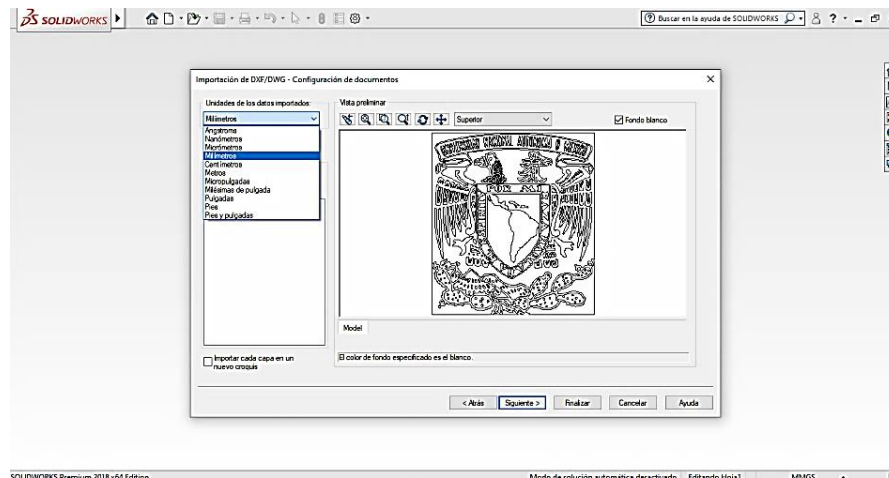 SOLIDWORKS
Buscar en la ayuda de SOLIDWORKS
Importación de DXF/DWG - Configuración de documentos
Unidades de los datos importados:
Milímetros
Angstroms
Nanómetros
Micrómetros
Milímetros
Centímetros
Metros
Micropulgadas
Milésimas de pulgada
Pulgadas
Pies
Pies y pulgadas
Importar cada capa en un
nuevo croquis
Vista preliminar
Superior
Fondo blanco
POR MI
Model
El color de fondo especificado es el blanco.
< Atrás
Siguiente >
Finalizar
Cancelar
Ayuda
SOLIDWORKS Premium 2018 x64 Edition
Modo de solución automática desactivado
Editando Hoja1
MMGS